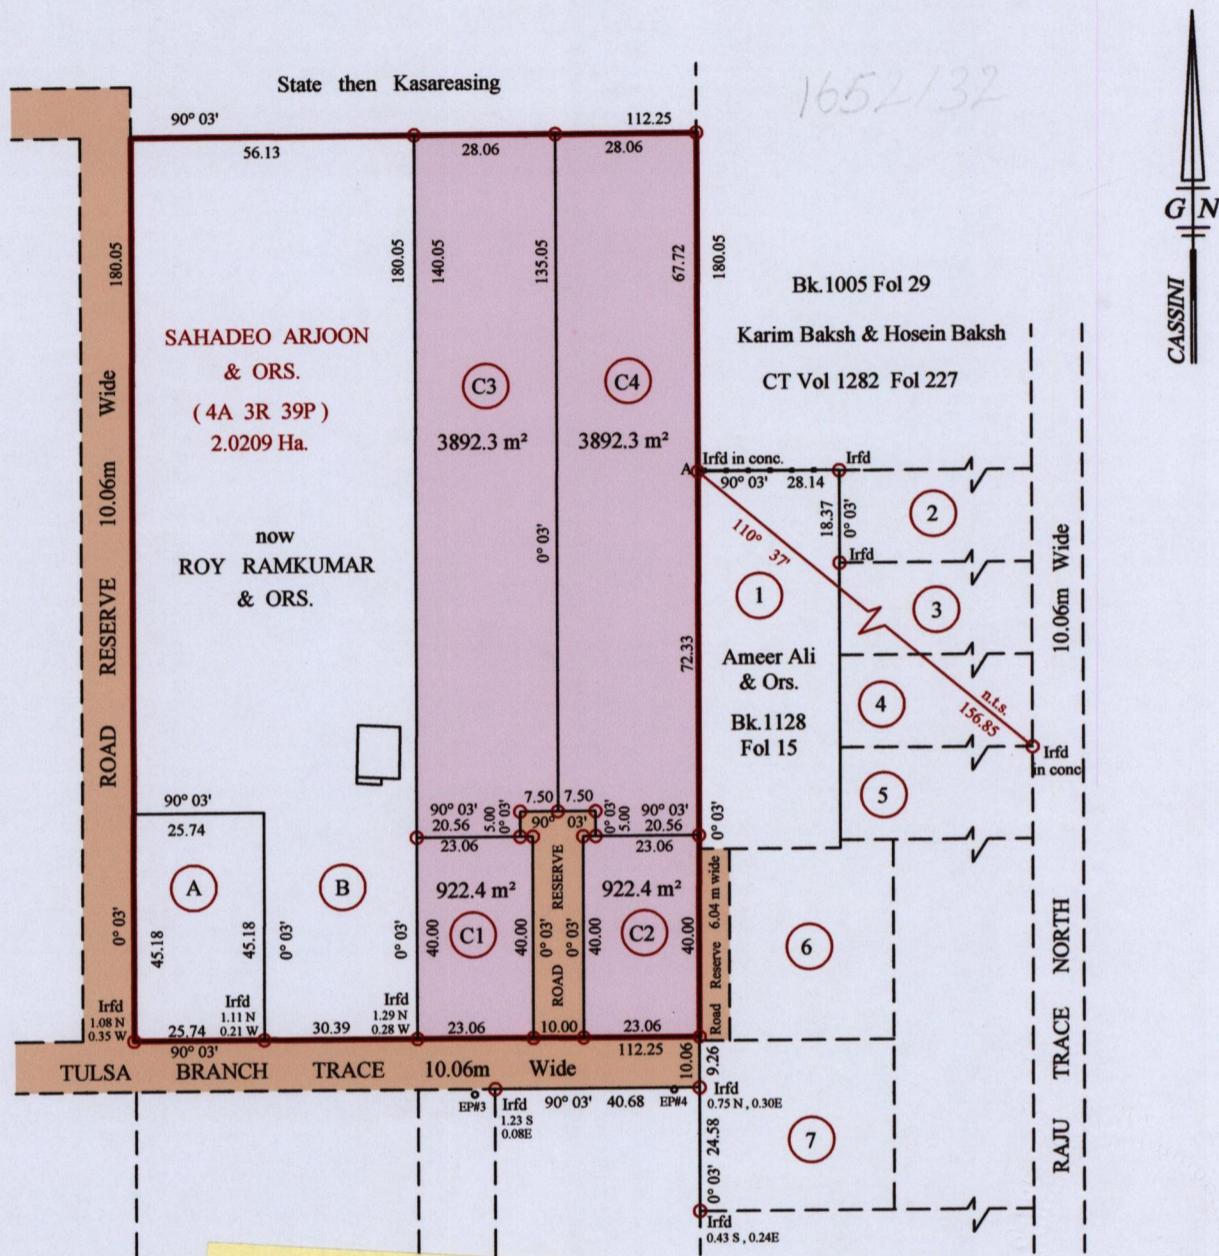 1652/32
State then Kasareasing
90° 03'
112.25
56.13
28.06
28.06
G N
CASSINI
180.05
180.05
140.05
135.05
67.72
180.05
Bk.1005 Fol 29
Karim Baksh & Hosein Baksh
CT Vol 1282 Fol 227
SAHADEO ARJOON
& ORS.
( 4A 3R 39P )
2.0209 Ha.
now
ROY RAMKUMAR
& ORS.
C3
3892.3 m²
C4
3892.3 m²
0° 03'
72.33
A
Irfd in conc.
90° 03' 28.14
Irfd
18.37
0° 03'
Irfd
110° 37'
n.t.s.
156.85
Irfd
in conc
1
2
3
4
5
6
7
Ameer Ali
& Ors.
Bk.1128
Fol 15
ROAD RESERVE 10.06m Wide
RAJU TRACE NORTH 10.06m Wide
90° 03'
25.74
A
B
0° 03'
45.18
45.18
0° 03'
0° 03'
90° 03'
20.56
23.06
5.00
0° 03'
7.50 7.50
90° 03'
0° 03'
5.00
90° 03'
20.56
23.06
0° 03'
922.4 m²
C1
40.00
40.00
0° 03'
ROAD RESERVE
0° 03'
40.00
922.4 m²
C2
40.00
Road Reserve 6.04 m wide
Irfd
1.08 N
0.35 W
Irfd
1.11 N
0.21 W
Irfd
1.29 N
0.28 W
25.74
90° 03'
30.39
23.06
10.00
23.06
112.25
TULSA BRANCH TRACE 10.06m Wide
10.06
9.26
EP#3
Irfd
1.23 S
0.08E
90° 03' 40.68
EP#4
Irfd
0.75 N , 0.30E
24.58
0° 03'
Irfd
0.43 S , 0.24E